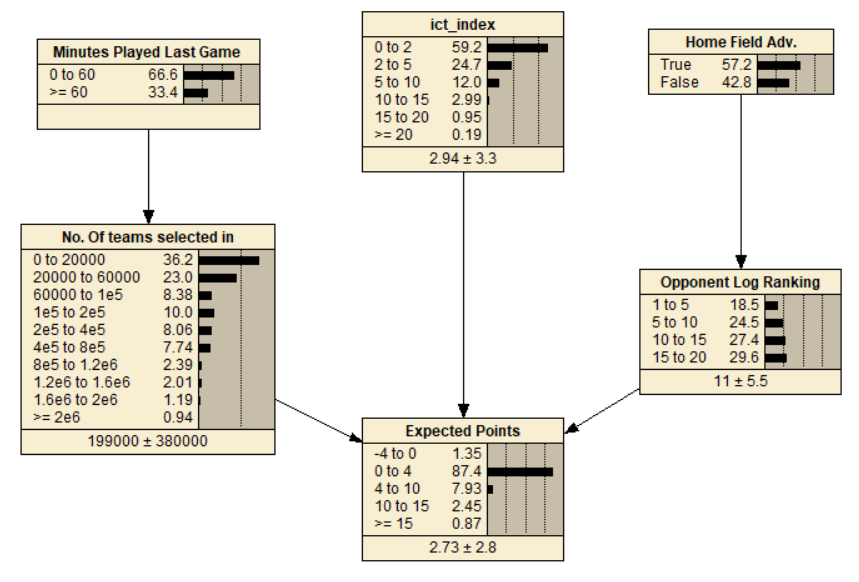 Minutes Played Last Game
0 to 60 66.6
>= 60 33.4
ict_index
0 to 2 59.2
2 to 5 24.7
5 to 10 12.0
10 to 15 2.99
15 to 20 0.95
>= 20 0.19
2.94 ± 3.3
Home Field Adv.
True 57.2
False 42.8
No. Of teams selected in
0 to 20000 36.2
20000 to 60000 23.0
60000 to 1e5 8.38
1e5 to 2e5 10.0
2e5 to 4e5 8.06
4e5 to 8e5 7.74
8e5 to 1.2e6 2.39
1.2e6 to 1.6e6 2.01
1.6e6 to 2e6 1.19
>= 2e6 0.94
199000 ± 380000
Opponent Log Ranking
1 to 5 18.5
5 to 10 24.5
10 to 15 27.4
15 to 20 29.6
11 ± 5.5
Expected Points
-4 to 0 1.35
0 to 4 87.4
4 to 10 7.93
10 to 15 2.45
>= 15 0.87
2.73 ± 2.8